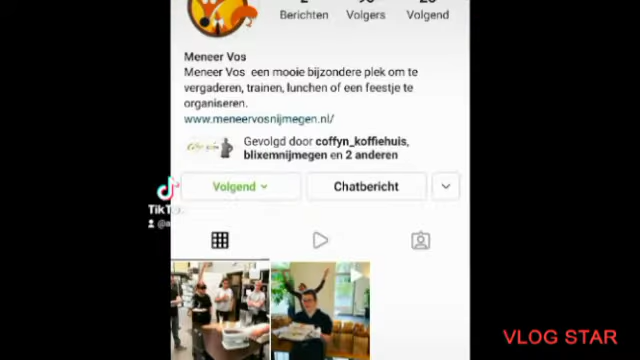 Berichten Volgers Volgend
Meneer Vos
Meneer Vos een mooie bijzondere plek om te
vergaderen, trainen, lunchen of een feestje te
organiseren.
www.meneervosnijmegen.nl/
Gevolgd door coffyn_koffiehuis,
blixemnijmegen en 2 anderen
Volgend Chatbericht
TikTok
VLOG STAR